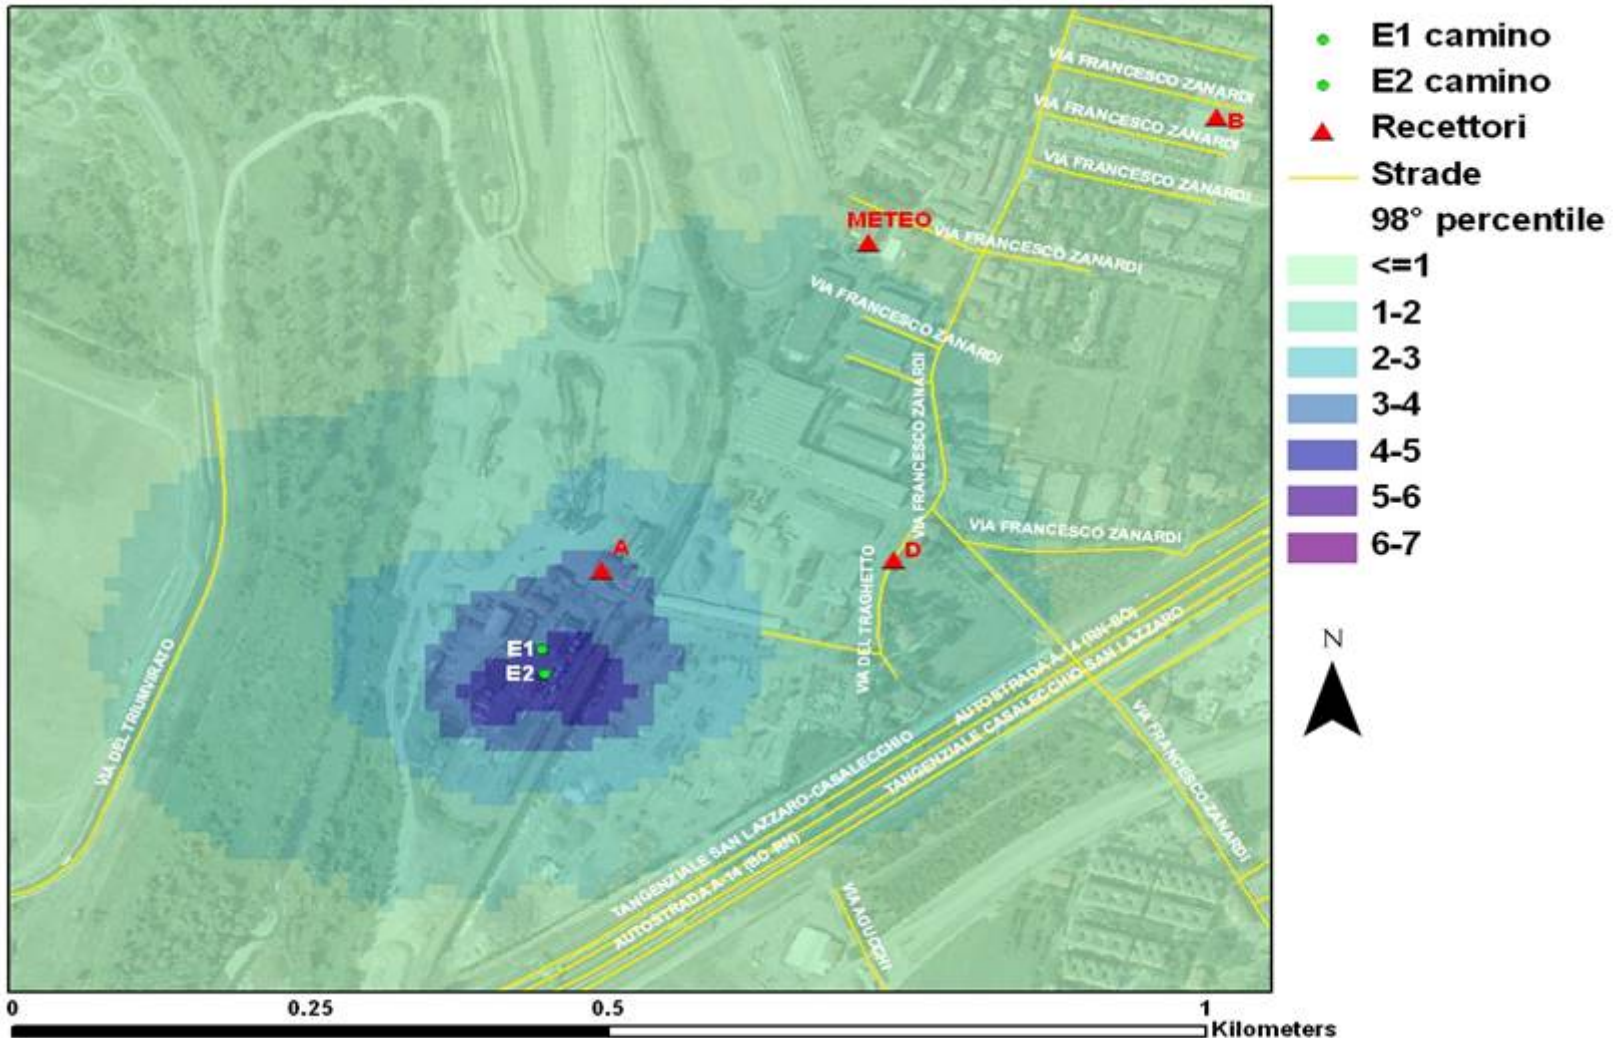 VIA FRANCESCO ZANARDI
VIA FRANCESCO ZANARDI
B
VIA FRANCESCO ZANARDI
METEO
VIA FRANCESCO ZANARDI
VIA FRANCESCO ZANARDI
VIA FRANCESCO ZANARDI
VIA FRANCESCO ZANARDI
A
D
VIA DEL TRAGHETTO
E1
E2
VIA DEL TRIUMVIRATO
AUTOSTRADA A-14 (RN-BO)
TANGENZIALE CASALECCHIO-SAN LAZZARO
TANGENZIALE SAN LAZZARO-CASALECCHIO
AUTOSTRADA A-14 (BO-RN)
VIA FRANCESCO ZANARDI
VIA AGUCCHI
0 0.25 0.5 1
Kilometers
E1 camino
E2 camino
Recettori
Strade
98° percentile
<=1
1-2
2-3
3-4
4-5
5-6
6-7
N